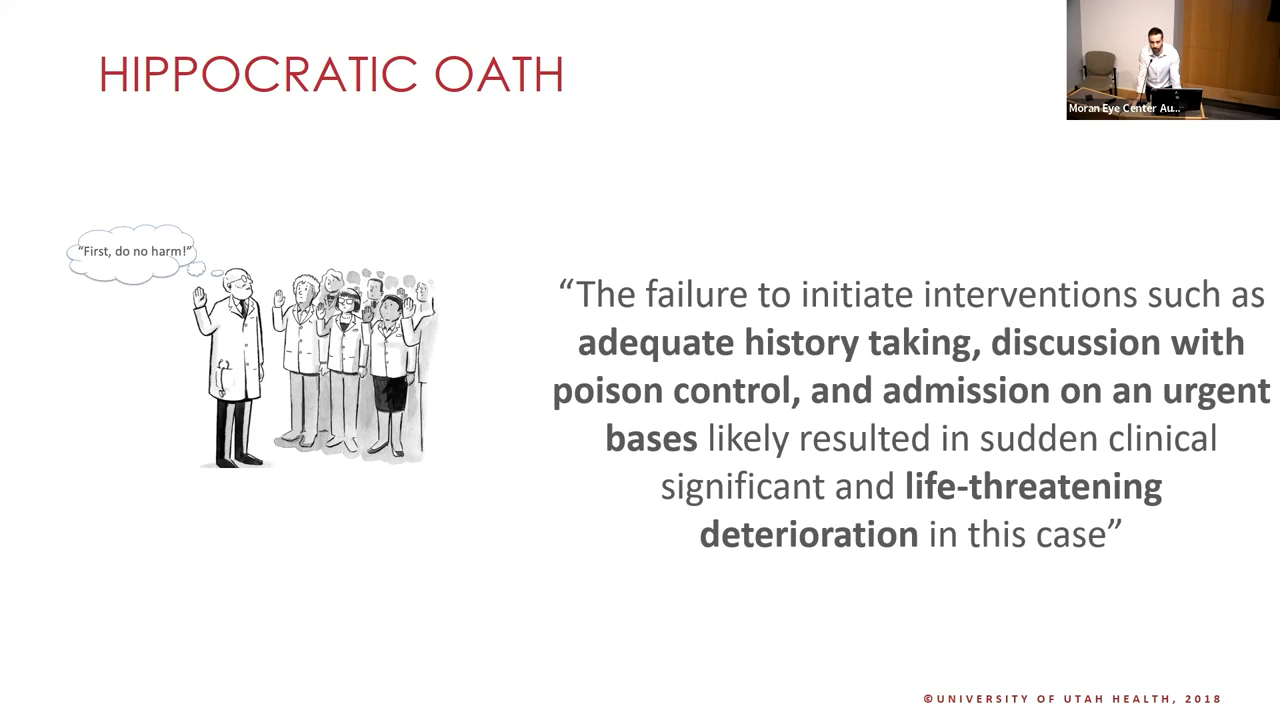 HIPPOCRATIC OATH
Moran Eye Center Au...
“First, do no harm!”
“The failure to initiate interventions such as
adequate history taking, discussion with
poison control, and admission on an urgent
bases likely resulted in sudden clinical
significant and life-threatening
deterioration in this case”
©UNIVERSITY OF UTAH HEALTH, 2018